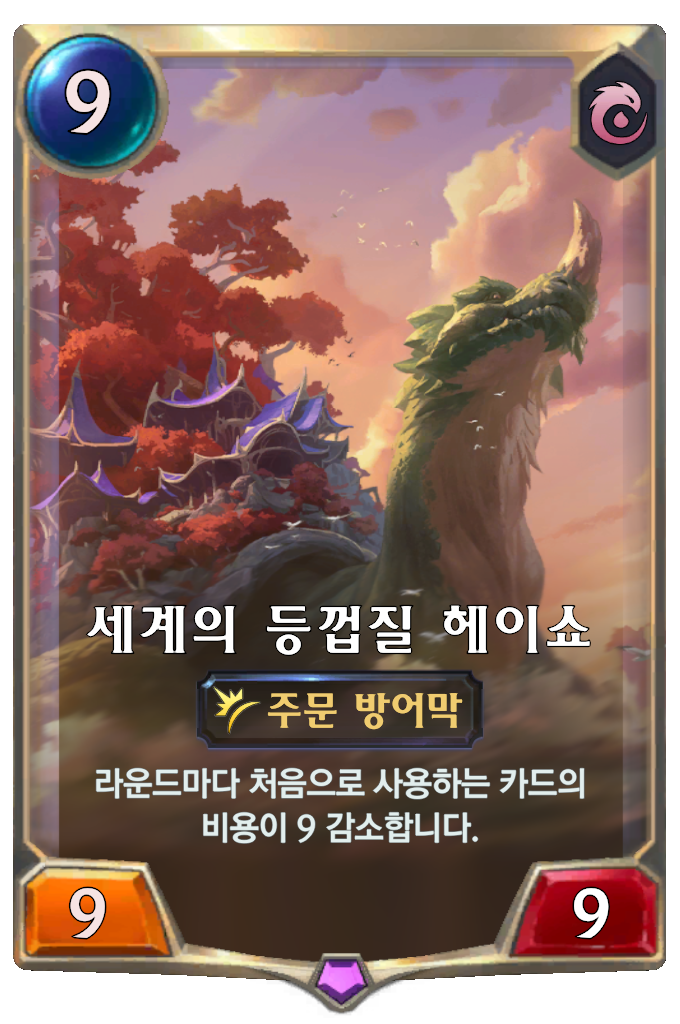 9
세계의 등껍질 헤이쇼
주문 방어막
라운드마다 처음으로 사용하는 카드의
비용이 9 감소합니다.
9
9